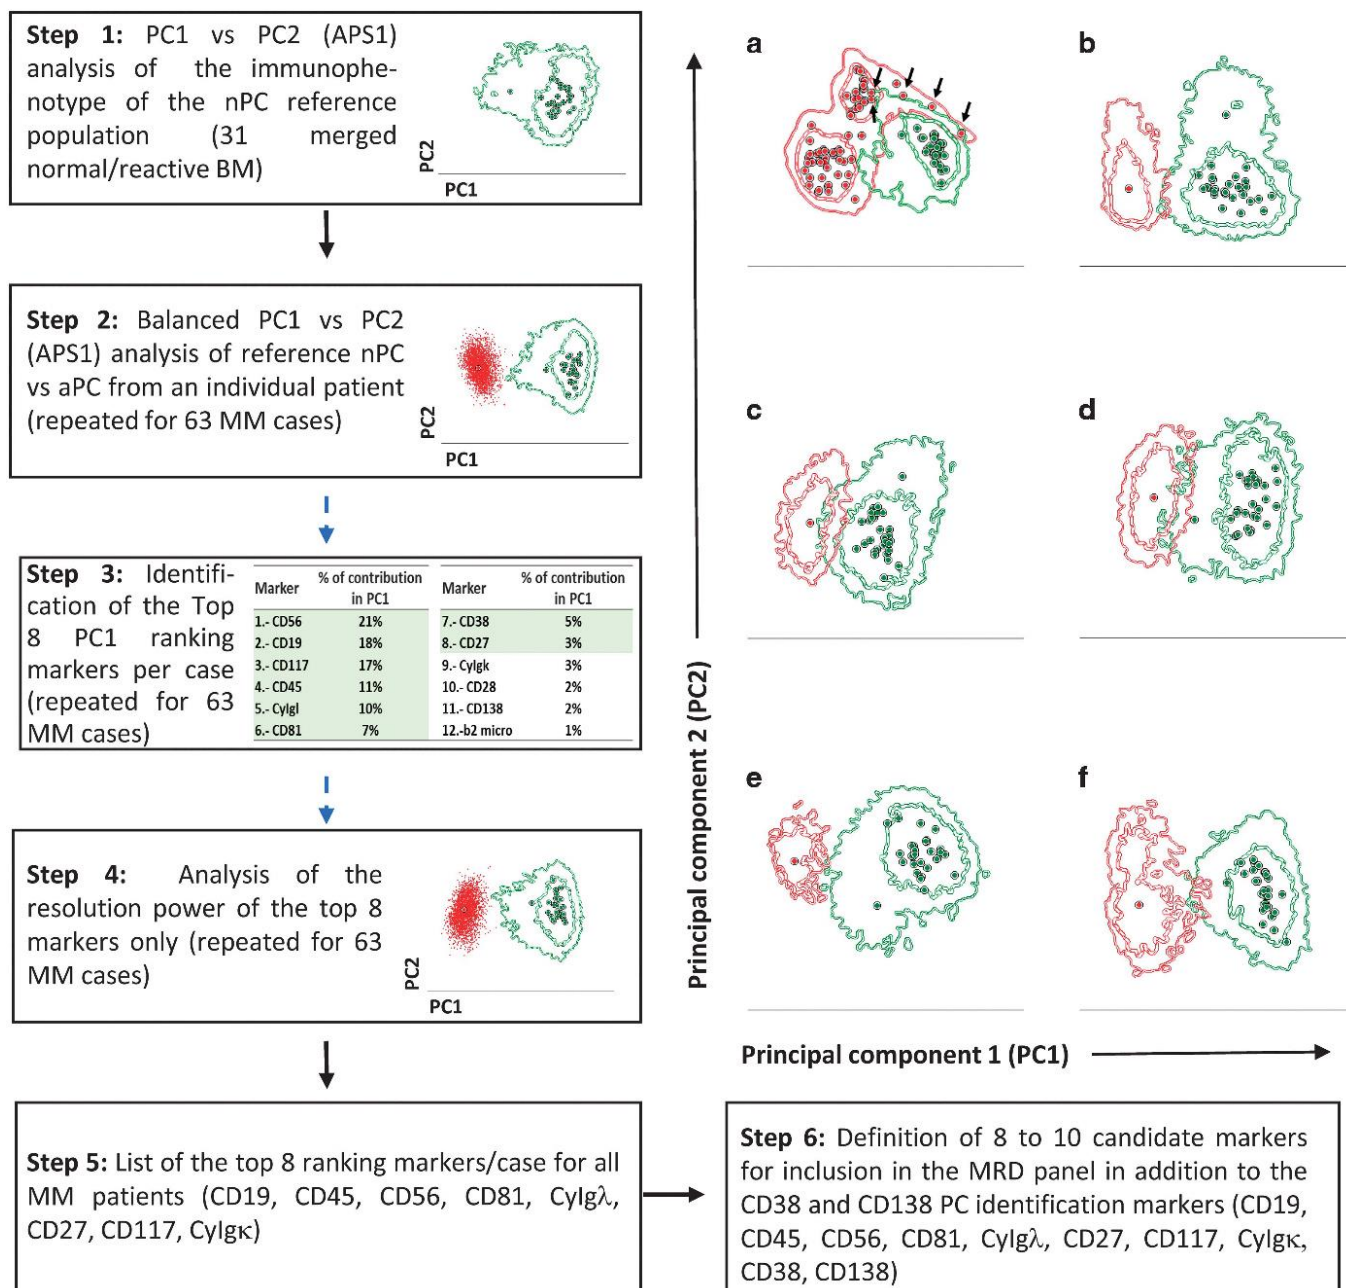 Step 1: PC1 vs PC2 (APS1)
analysis of the immunophe-
notype of the nPC reference
population (31 merged
normal/reactive BM)
PC2
PC1
Step 2: Balanced PC1 vs PC2
(APS1) analysis of reference nPC
vs aPC from an individual patient
(repeated for 63 MM cases)
PC2
PC1
Step 3: Identifi-
cation of the Top
8 PC1 ranking
markers per case
(repeated for 63
MM cases)
Marker % of contribution in PC1 Marker % of contribution in PC1
1.- CD56 21% 7.- CD38 5%
2.- CD19 18% 8.- CD27 3%
3.- CD117 17% 9.- CyIgk 3%
4.- CD45 11% 10.- CD28 2%
5.- CyIgl 10% 11.- CD138 2%
6.- CD81 7% 12.-b2 micro 1%
Step 4: Analysis of the
resolution power of the top 8
markers only (repeated for 63
MM cases)
PC2
PC1
Step 5: List of the top 8 ranking markers/case for all
MM patients (CD19, CD45, CD56, CD81, CyIgλ,
CD27, CD117, CyIgκ)
a
b
c
d
e
f
Principal component 2 (PC2)
Principal component 1 (PC1)
Step 6: Definition of 8 to 10 candidate markers
for inclusion in the MRD panel in addition to the
CD38 and CD138 PC identification markers (CD19,
CD45, CD56, CD81, CyIgλ, CD27, CD117, CyIgκ,
CD38, CD138)